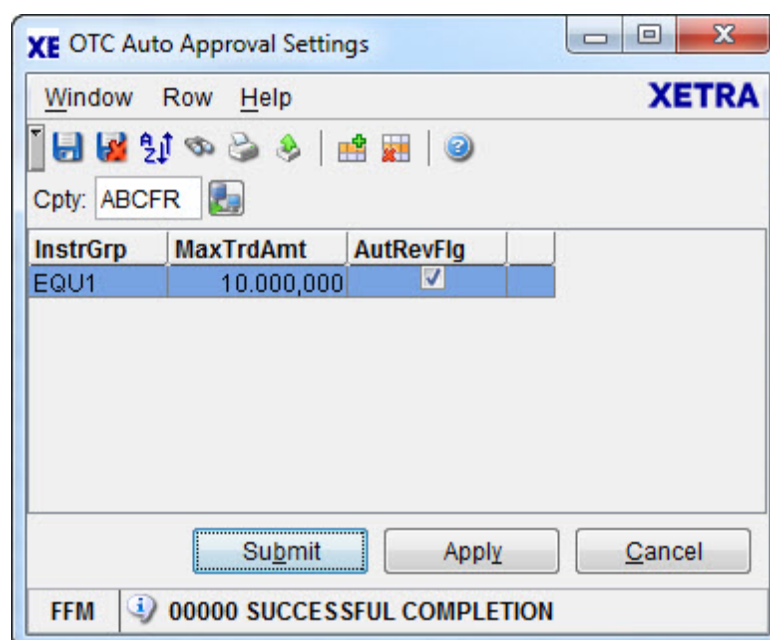 XE OTC Auto Approval Settings
Window Row Help XETRA
Cpty: ABCFR
InstrGrp MaxTrdAmt AutRevFlg
EQU1 10.000,000
Submit Apply Cancel
FFM 00000 SUCCESSFUL COMPLETION